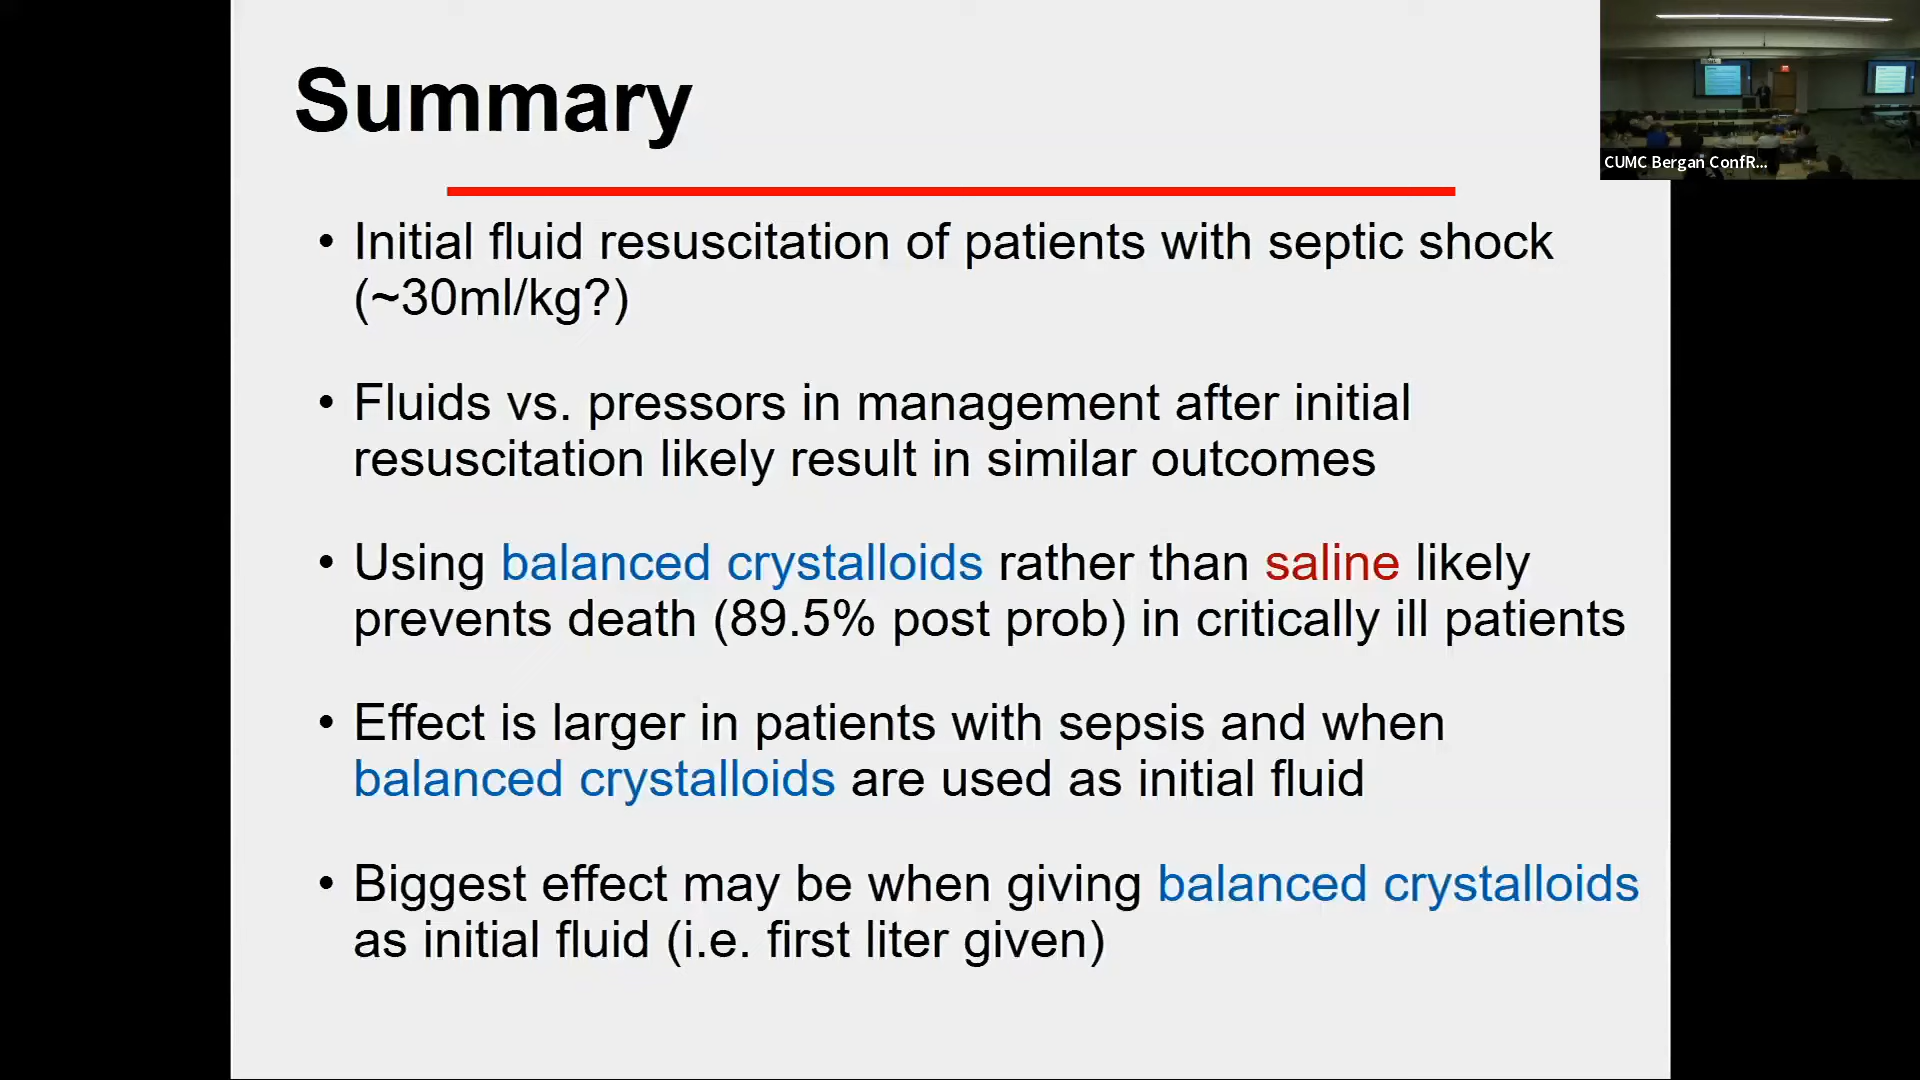 Summary
• Initial fluid resuscitation of patients with septic shock
(~30ml/kg?)
• Fluids vs. pressors in management after initial
resuscitation likely result in similar outcomes
• Using balanced crystalloids rather than saline likely
prevents death (89.5% post prob) in critically ill patients
• Effect is larger in patients with sepsis and when
balanced crystalloids are used as initial fluid
• Biggest effect may be when giving balanced crystalloids
as initial fluid (i.e. first liter given)
CUMC Bergan ConfR...